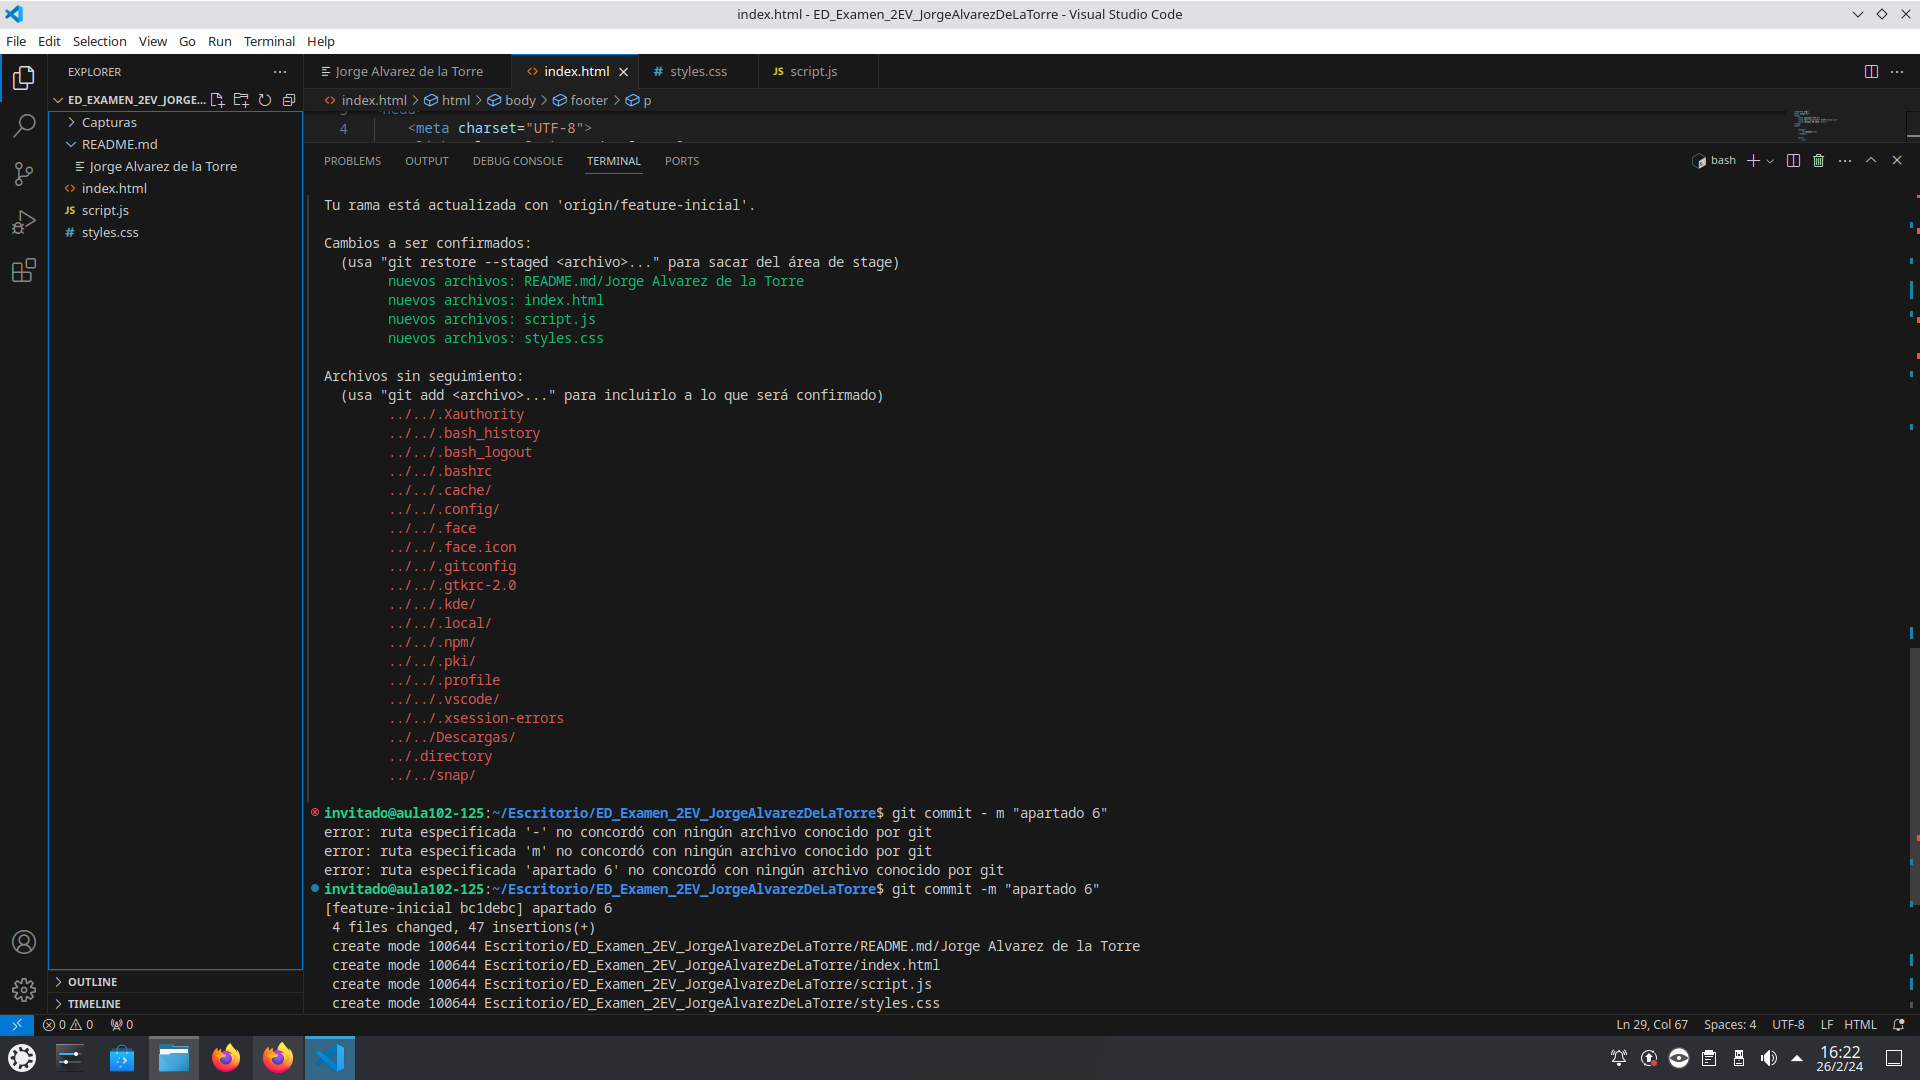 index.html - ED_Examen_2EV_JorgeAlvarezDeLaTorre - Visual Studio Code
File Edit Selection View Go Run Terminal Help
EXPLORER
Jorge Alvarez de la Torre
index.html
# styles.css
JS script.js
ED_EXAMEN_2EV_JORGE...
index.html > html > body > footer > p
Capturas
README.md
Jorge Alvarez de la Torre
index.html
JS script.js
# styles.css
4 <meta charset="UTF-8">
PROBLEMS OUTPUT DEBUG CONSOLE TERMINAL PORTS
bash
Tu rama está actualizada con 'origin/feature-inicial'.
Cambios a ser confirmados:
(usa "git restore --staged <archivo>..." para sacar del área de stage)
nuevos archivos: README.md/Jorge Alvarez de la Torre
nuevos archivos: index.html
nuevos archivos: script.js
nuevos archivos: styles.css
Archivos sin seguimiento:
(usa "git add <archivo>..." para incluirlo a lo que será confirmado)
../../.Xauthority
../../.bash_history
../../.bash_logout
../../.bashrc
../../.cache/
../../.config/
../../.face
../../.face.icon
../../.gitconfig
../../.gtkrc-2.0
../../.kde/
../../.local/
../../.npm/
../../.pki/
../../.profile
../../.vscode/
../../.xsession-errors
../../Descargas/
../.directory
../../snap/
invitado@aula102-125:~/Escritorio/ED_Examen_2EV_JorgeAlvarezDeLaTorre$ git commit - m "apartado 6"
error: ruta especificada '-' no concordó con ningún archivo conocido por git
error: ruta especificada 'm' no concordó con ningún archivo conocido por git
error: ruta especificada 'apartado 6' no concordó con ningún archivo conocido por git
invitado@aula102-125:~/Escritorio/ED_Examen_2EV_JorgeAlvarezDeLaTorre$ git commit -m "apartado 6"
[feature-inicial bc1debc] apartado 6
4 files changed, 47 insertions(+)
create mode 100644 Escritorio/ED_Examen_2EV_JorgeAlvarezDeLaTorre/README.md/Jorge Alvarez de la Torre
create mode 100644 Escritorio/ED_Examen_2EV_JorgeAlvarezDeLaTorre/index.html
create mode 100644 Escritorio/ED_Examen_2EV_JorgeAlvarezDeLaTorre/script.js
create mode 100644 Escritorio/ED_Examen_2EV_JorgeAlvarezDeLaTorre/styles.css
OUTLINE
TIMELINE
0 0 0
Ln 29, Col 67 Spaces: 4 UTF-8 LF HTML
16:22
26/2/24